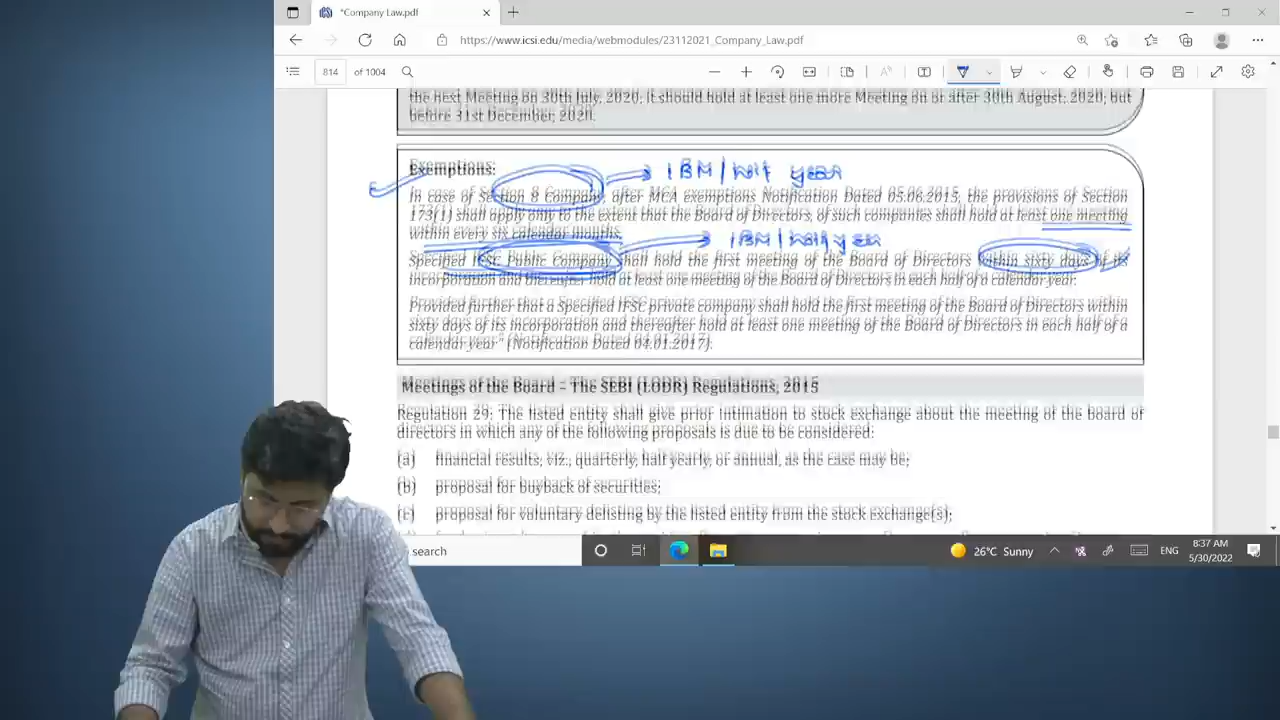 *Company Law.pdf
https://www.icsi.edu/media/webmodules/23112021_Company_Law.pdf
814 of 1004
the next Meeting on 30th July, 2020, it should hold at least one more Meeting on or after 30th August, 2020, but
before 31st December, 2020.
Exemptions:
1 BM / half year
In case of Section 8 Company, after MCA exemptions Notification Dated 05.06.2015, the provisions of Section
173(1) shall apply only to the extent that the Board of Directors, of such companies shall hold at least one meeting
within every six calendar months.
1BM/half year
Specified IFSC Public Company shall hold the first meeting of the Board of Directors within sixty days of its
incorporation and thereafter hold at least one meeting of the Board of Directors in each half of a calendar year.
Provided further that a Specified IFSC private company shall hold the first meeting of the Board of Directors within
sixty days of its incorporation and thereafter hold at least one meeting of the Board of Directors in each half of a
calendar year" (Notification Dated 04.01.2017).
Meetings of the Board – The SEBI (LODR) Regulations, 2015
Regulation 29: The listed entity shall give prior intimation to stock exchange about the meeting of the board of
directors in which any of the following proposals is due to be considered:
(a) financial results, viz., quarterly, half yearly, or annual, as the case may be;
(b) proposal for buyback of securities;
(c) proposal for voluntary delisting by the listed entity from the stock exchange(s);
search
26°C Sunny
ENG
8:37 AM
5/30/2022